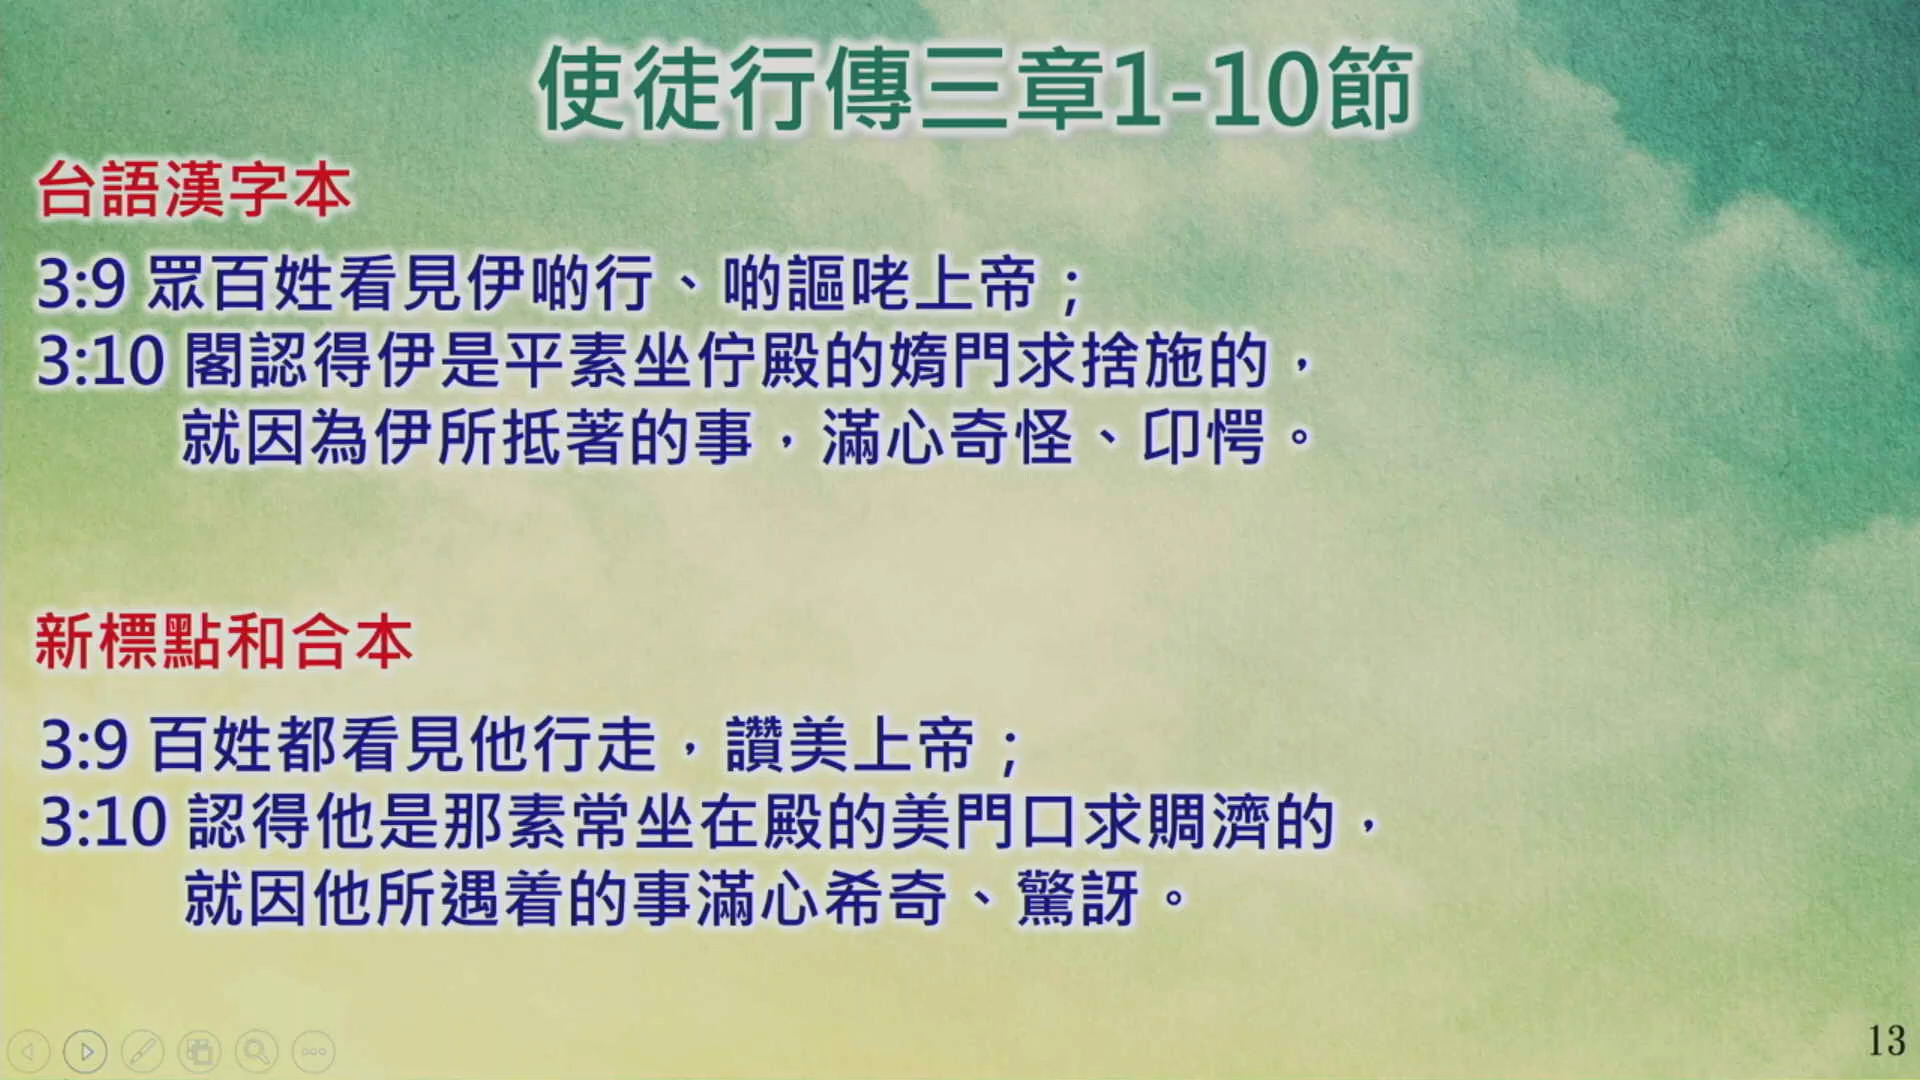 使徒行傳三章1-10節
台語漢字本
3:9 眾百姓看見伊啲行、啲謳咾上帝；
3:10 閣認得伊是平素坐佇殿的媠門求捨施的，
就因為伊所抵著的事，滿心奇怪、卬愕。
新標點和合本
3:9 百姓都看見他行走，讚美上帝；
3:10 認得他是那素常坐在殿的美門口求賙濟的，
就因他所遇着的事滿心希奇、驚訝。
13